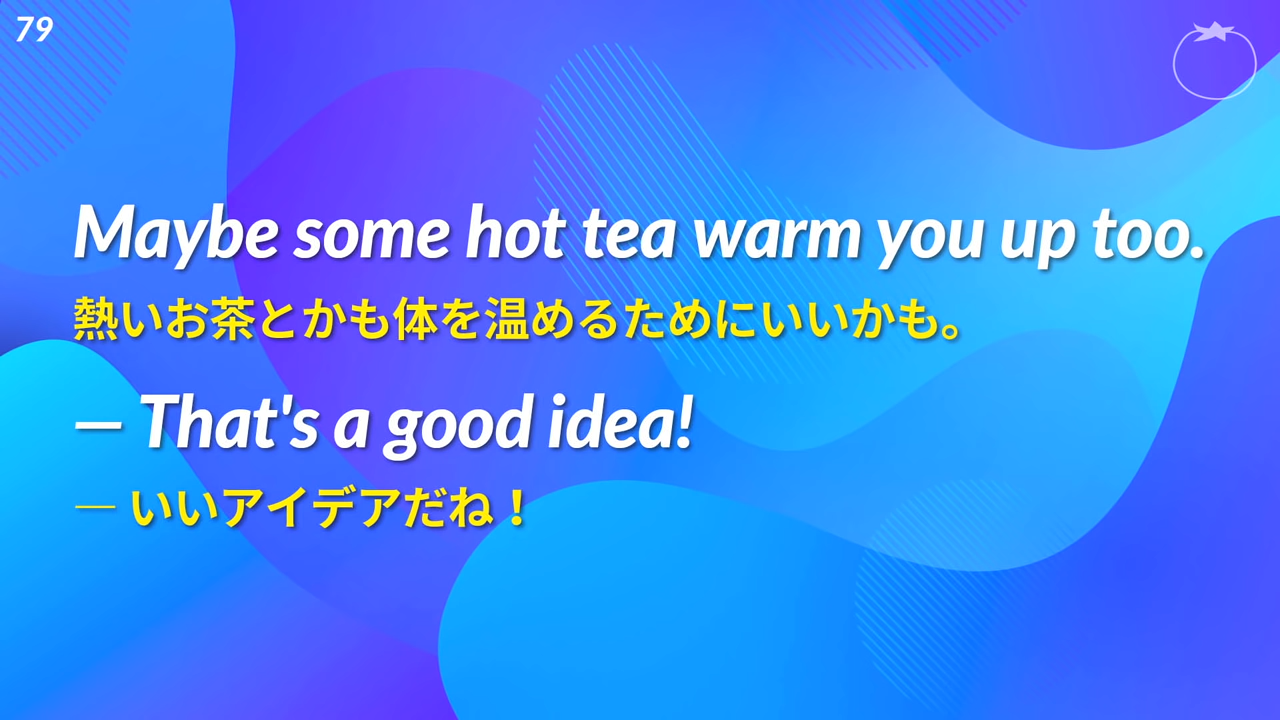 79
Maybe some hot tea warm you up too.
熱いお茶とかも体を温めるためにいいかも。
— That's a good idea!
— いいアイデアだね！